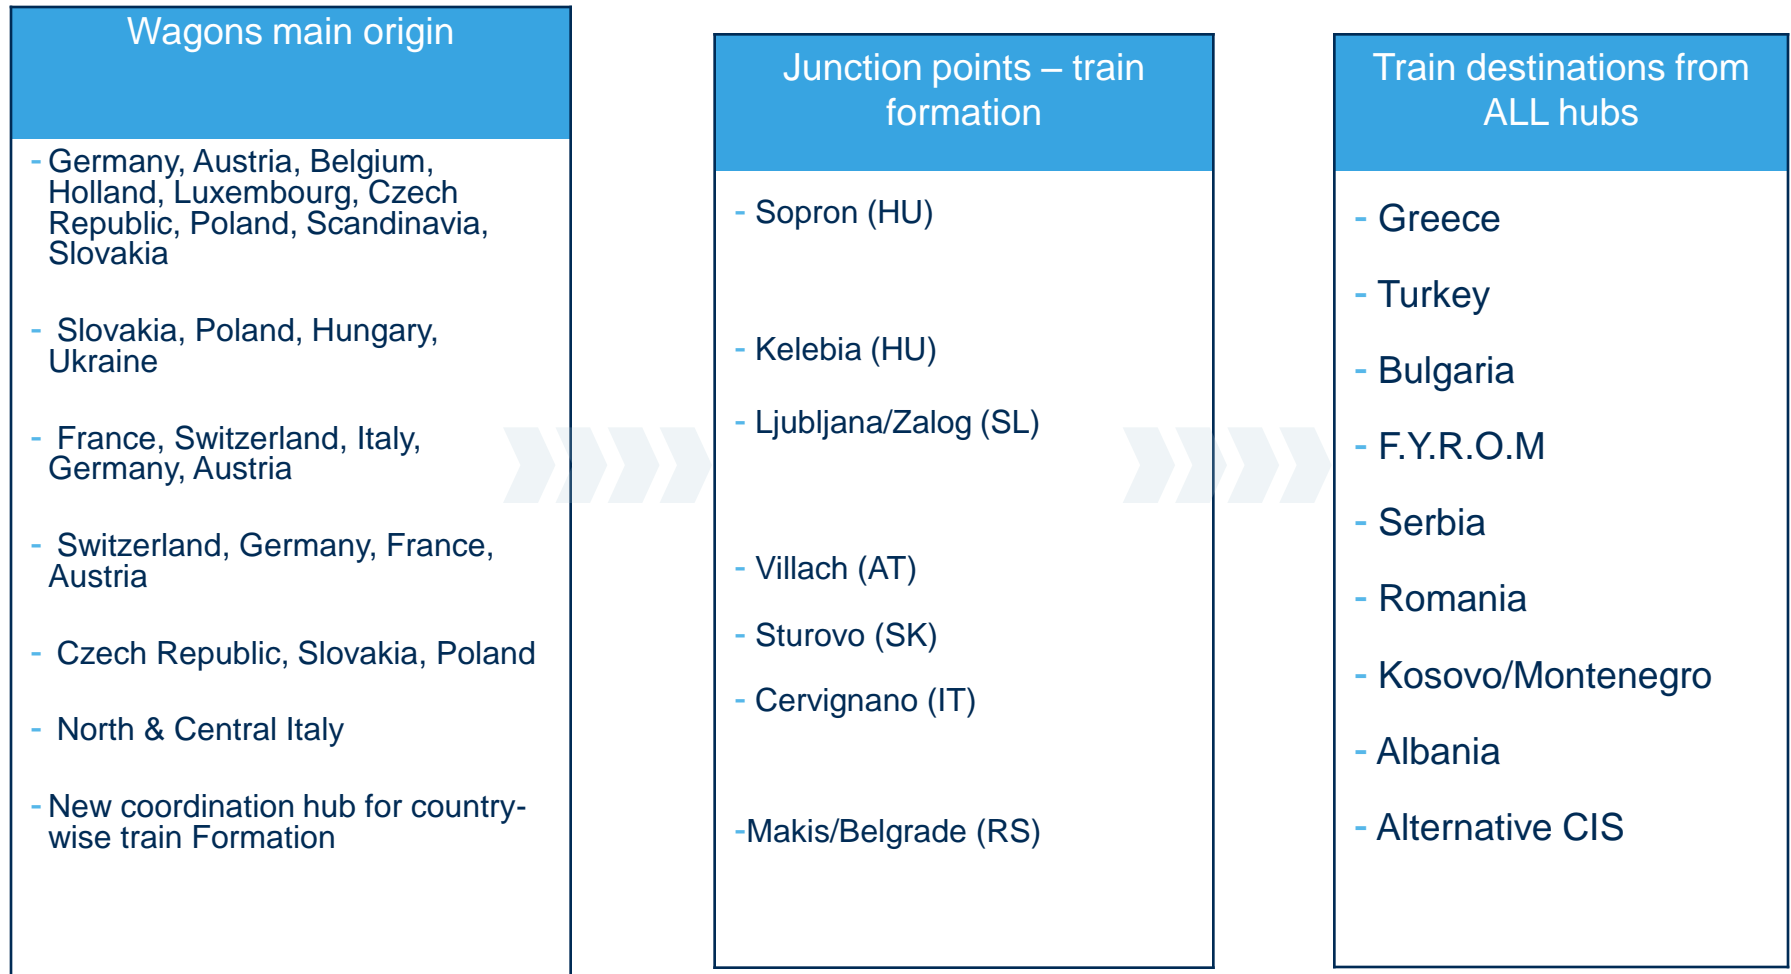 Wagons main origin
- Germany, Austria, Belgium,
Holland, Luxembourg, Czech
Republic, Poland, Scandinavia,
Slovakia
- Slovakia, Poland, Hungary,
Ukraine
- France, Switzerland, Italy,
Germany, Austria
- Switzerland, Germany, France,
Austria
- Czech Republic, Slovakia, Poland
- North & Central Italy
- New coordination hub for country-
wise train Formation
Junction points – train
formation
- Sopron (HU)
- Kelebia (HU)
- Ljubljana/Zalog (SL)
- Villach (AT)
- Sturovo (SK)
- Cervignano (IT)
-Makis/Belgrade (RS)
Train destinations from
ALL hubs
- Greece
- Turkey
- Bulgaria
- F.Y.R.O.M
- Serbia
- Romania
- Kosovo/Montenegro
- Albania
- Alternative CIS